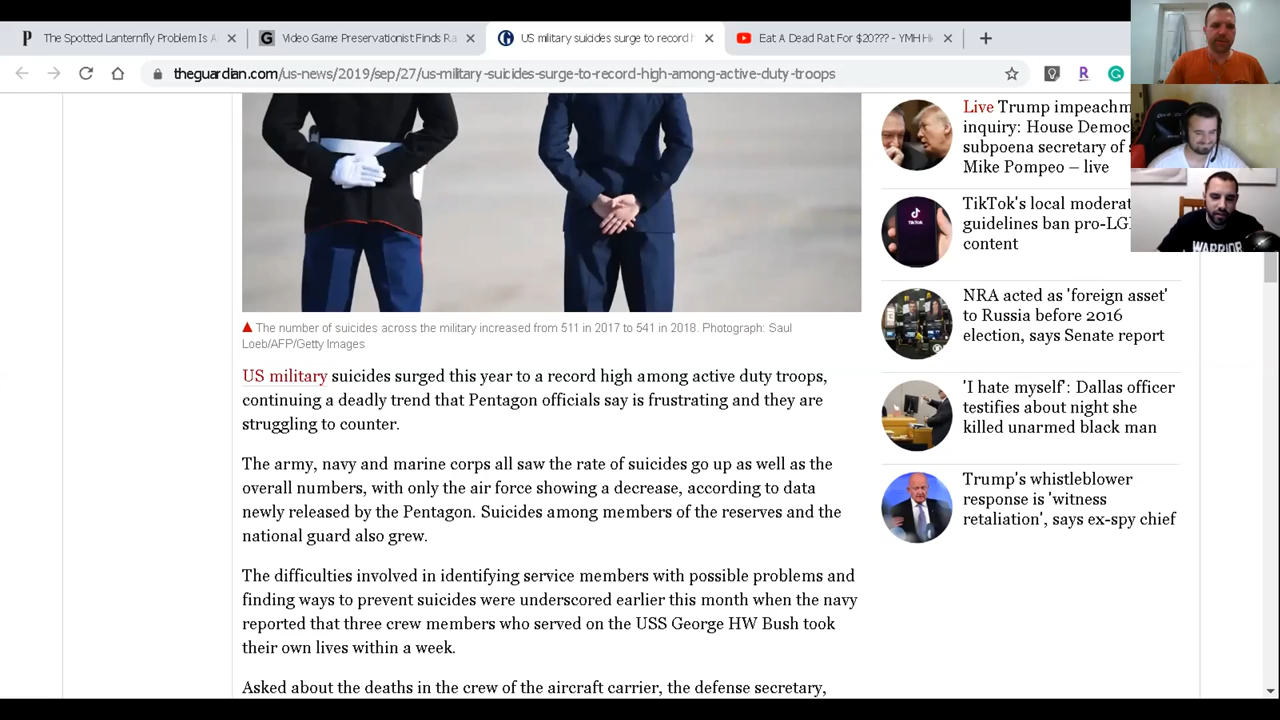 The Spotted Lanternfly Problem Is
Video Game Preservationist Finds Ra
US military suicides surge to record h
Eat A Dead Rat For $20??? - YMH Hi
theguardian.com/us-news/2019/sep/27/us-military-suicides-surge-to-record-high-among-active-duty-troops
The number of suicides across the military increased from 511 in 2017 to 541 in 2018. Photograph: Saul
Loeb/AFP/Getty Images
US military suicides surged this year to a record high among active duty troops,
continuing a deadly trend that Pentagon officials say is frustrating and they are
struggling to counter.
The army, navy and marine corps all saw the rate of suicides go up as well as the
overall numbers, with only the air force showing a decrease, according to data
newly released by the Pentagon. Suicides among members of the reserves and the
national guard also grew.
The difficulties involved in identifying service members with possible problems and
finding ways to prevent suicides were underscored earlier this month when the navy
reported that three crew members who served on the USS George HW Bush took
their own lives within a week.
Asked about the deaths in the crew of the aircraft carrier, the defense secretary,
Live Trump impeachm
inquiry: House Democ
subpoena secretary of s
Mike Pompeo – live
TikTok's local moderat
guidelines ban pro-LG
content
TikTok
NRA acted as 'foreign asset'
to Russia before 2016
election, says Senate report
'I hate myself': Dallas officer
testifies about night she
killed unarmed black man
Trump's whistleblower
response is 'witness
retaliation', says ex-spy chief
WARRIOR